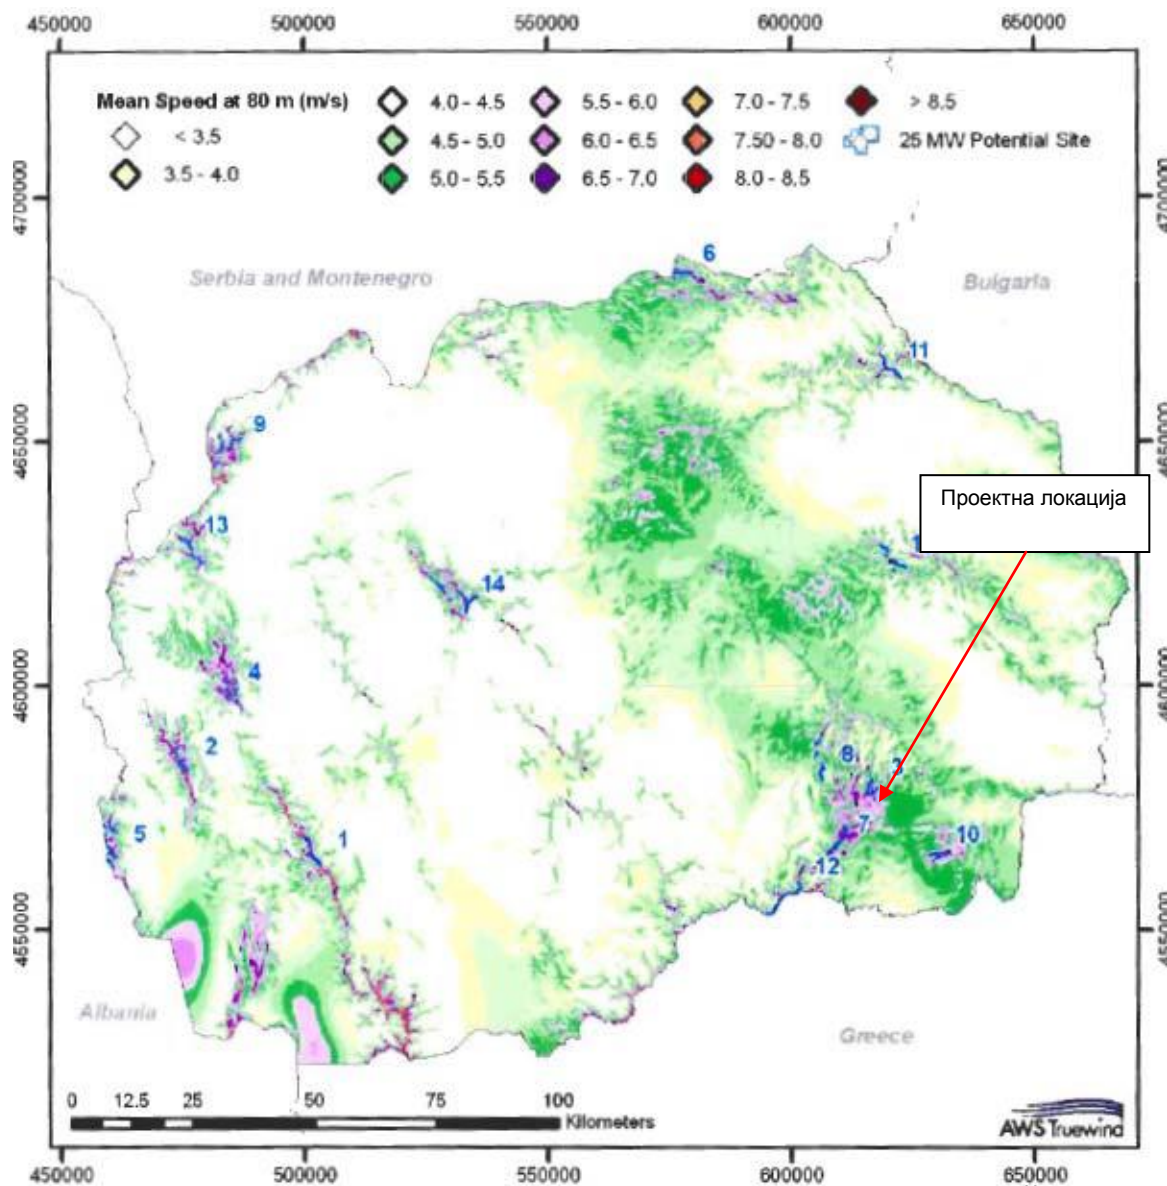 450000 500000 550000 600000 650000
Mean Speed at 80 m (m/s)
< 3.5
3.5 - 4.0
4.0 - 4.5
4.5 - 5.0
5.0 - 5.5
5.5 - 6.0
6.0 - 6.5
6.5 - 7.0
7.0 - 7.5
7.50 - 8.0
8.0 - 8.5
> 8.5
25 MW Potential Site
4700000 4700000
Serbia and Montenegro
Bulgaria
6
11
9
4650000 4650000
Проектна локација
13
14
4
4600000 4600000
2
8
3
5
1
7
10
12
4550000 4550000
Albania
Greece
0 12.5 25 50 75 100
Kilometers
AWS Truewind
450000 500000 550000 600000 650000